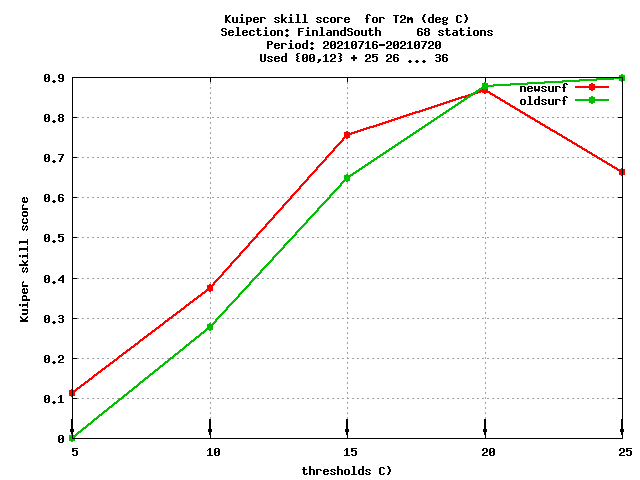 Kuiper skill score  for T2m (deg C)
Selection: FinlandSouth     68 stations
Period: 20210716-20210720
Used {00,12} + 25 26 ... 36
newsurf
oldsurf
0.9
0.8
0.7
0.6
0.5
0.4
0.3
0.2
0.1
0
Kuiper skill score
5 10 15 20 25
thresholds C)